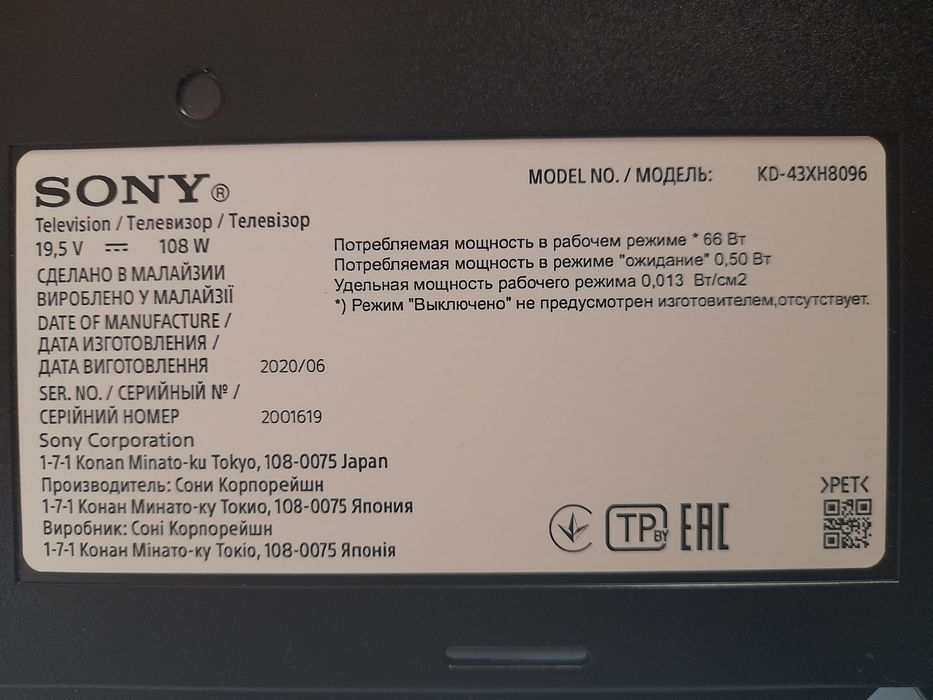 SONY®
Television / Телевизор / Телевізор
19,5 V ⎓ 108 W
СДЕЛАНО В МАЛАЙЗИИ
ВИРОБЛЕНО У МАЛАЙЗІЇ
DATE OF MANUFACTURE /
ДАТА ИЗГОТОВЛЕНИЯ /
ДАТА ВИГОТОВЛЕННЯ 2020/06
SER. NO. / СЕРИЙНЫЙ № /
СЕРІЙНИЙ НОМЕР 2001619
Sony Corporation
1-7-1 Konan Minato-ku Tokyo, 108-0075 Japan
Производитель: Сони Корпорейшн
1-7-1 Конан Минато-ку Токио, 108-0075 Япония
Виробник: Соні Корпорейшн
1-7-1 Конан Мінато-ку Токіо, 108-0075 Японія
MODEL NO. / МОДЕЛЬ: KD-43XH8096
Потребляемая мощность в рабочем режиме * 66 Вт
Потребляемая мощность в режиме "ожидание" 0,50 Вт
Удельная мощность рабочего режима 0,013 Вт/см2
*) Режим "Выключено" не предусмотрен изготовителем,отсутствует.
TP BY
EAC
>PET<